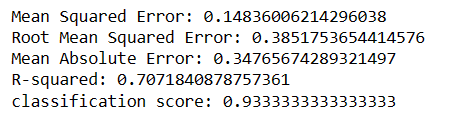 Mean Squared Error: 0.14836006214296038
Root Mean Squared Error: 0.3851753654414576
Mean Absolute Error: 0.34765674289321497
R-squared: 0.7071840878757361
classification score: 0.9333333333333333